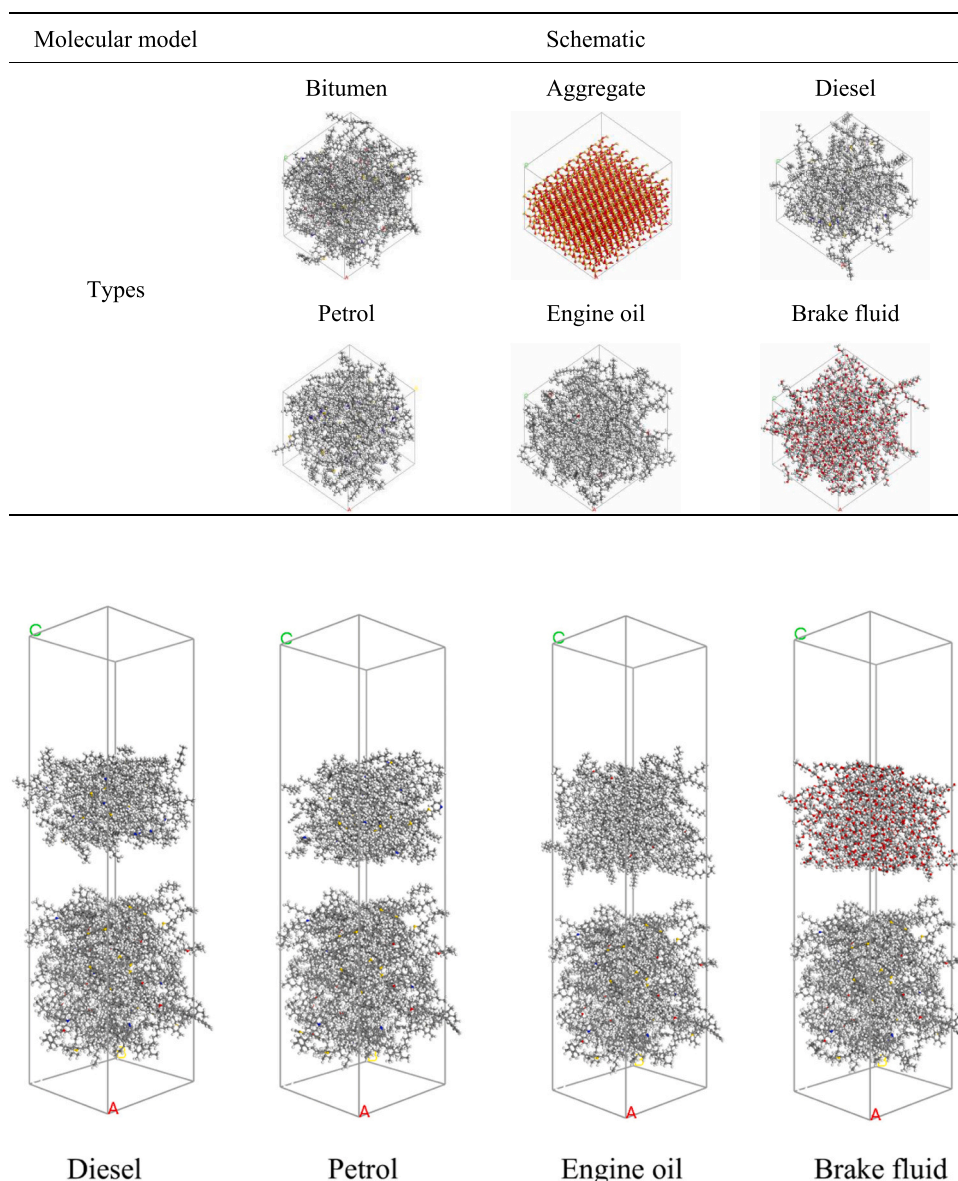 Molecular model Schematic
Bitumen Aggregate Diesel
Types
Petrol Engine oil Brake fluid
C C C C
A A A A
Diesel Petrol Engine oil Brake fluid